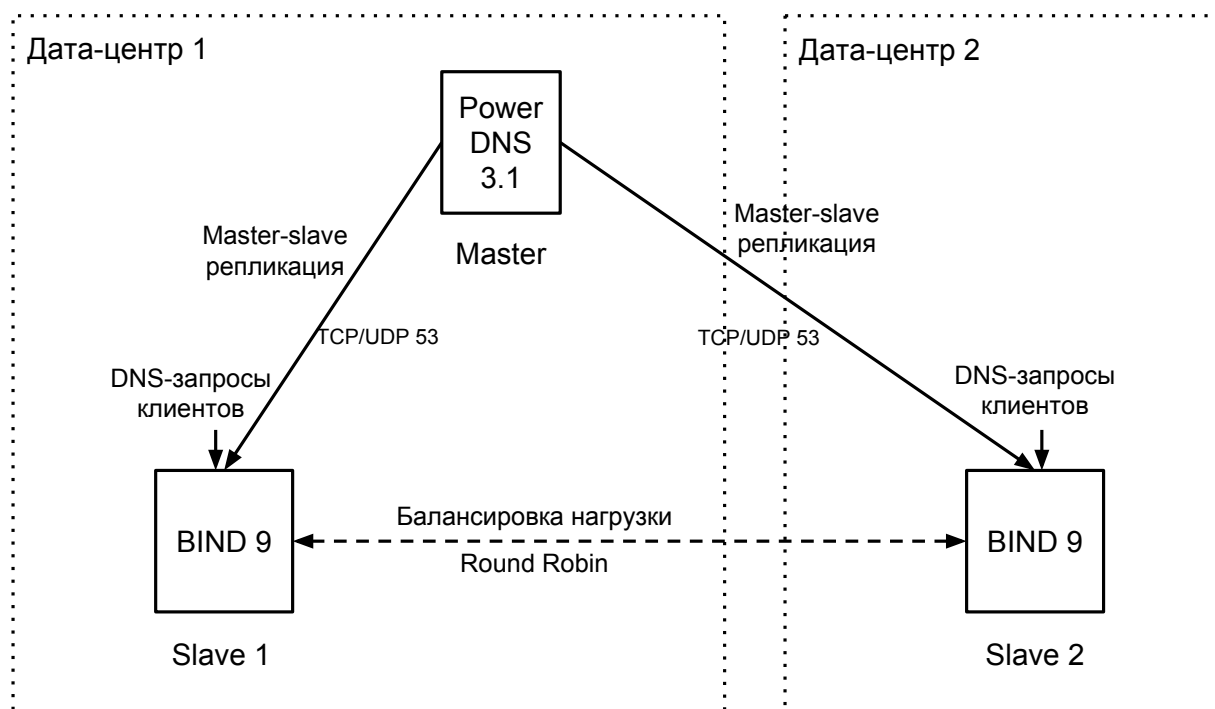 Дата-центр 1
Дата-центр 2
Power
DNS
3.1
Master
Master-slave
репликация
Master-slave
репликация
TCP/UDP 53
TCP/UDP 53
DNS-запросы
клиентов
DNS-запросы
клиентов
BIND 9
Балансировка нагрузки
Round Robin
BIND 9
Slave 1
Slave 2